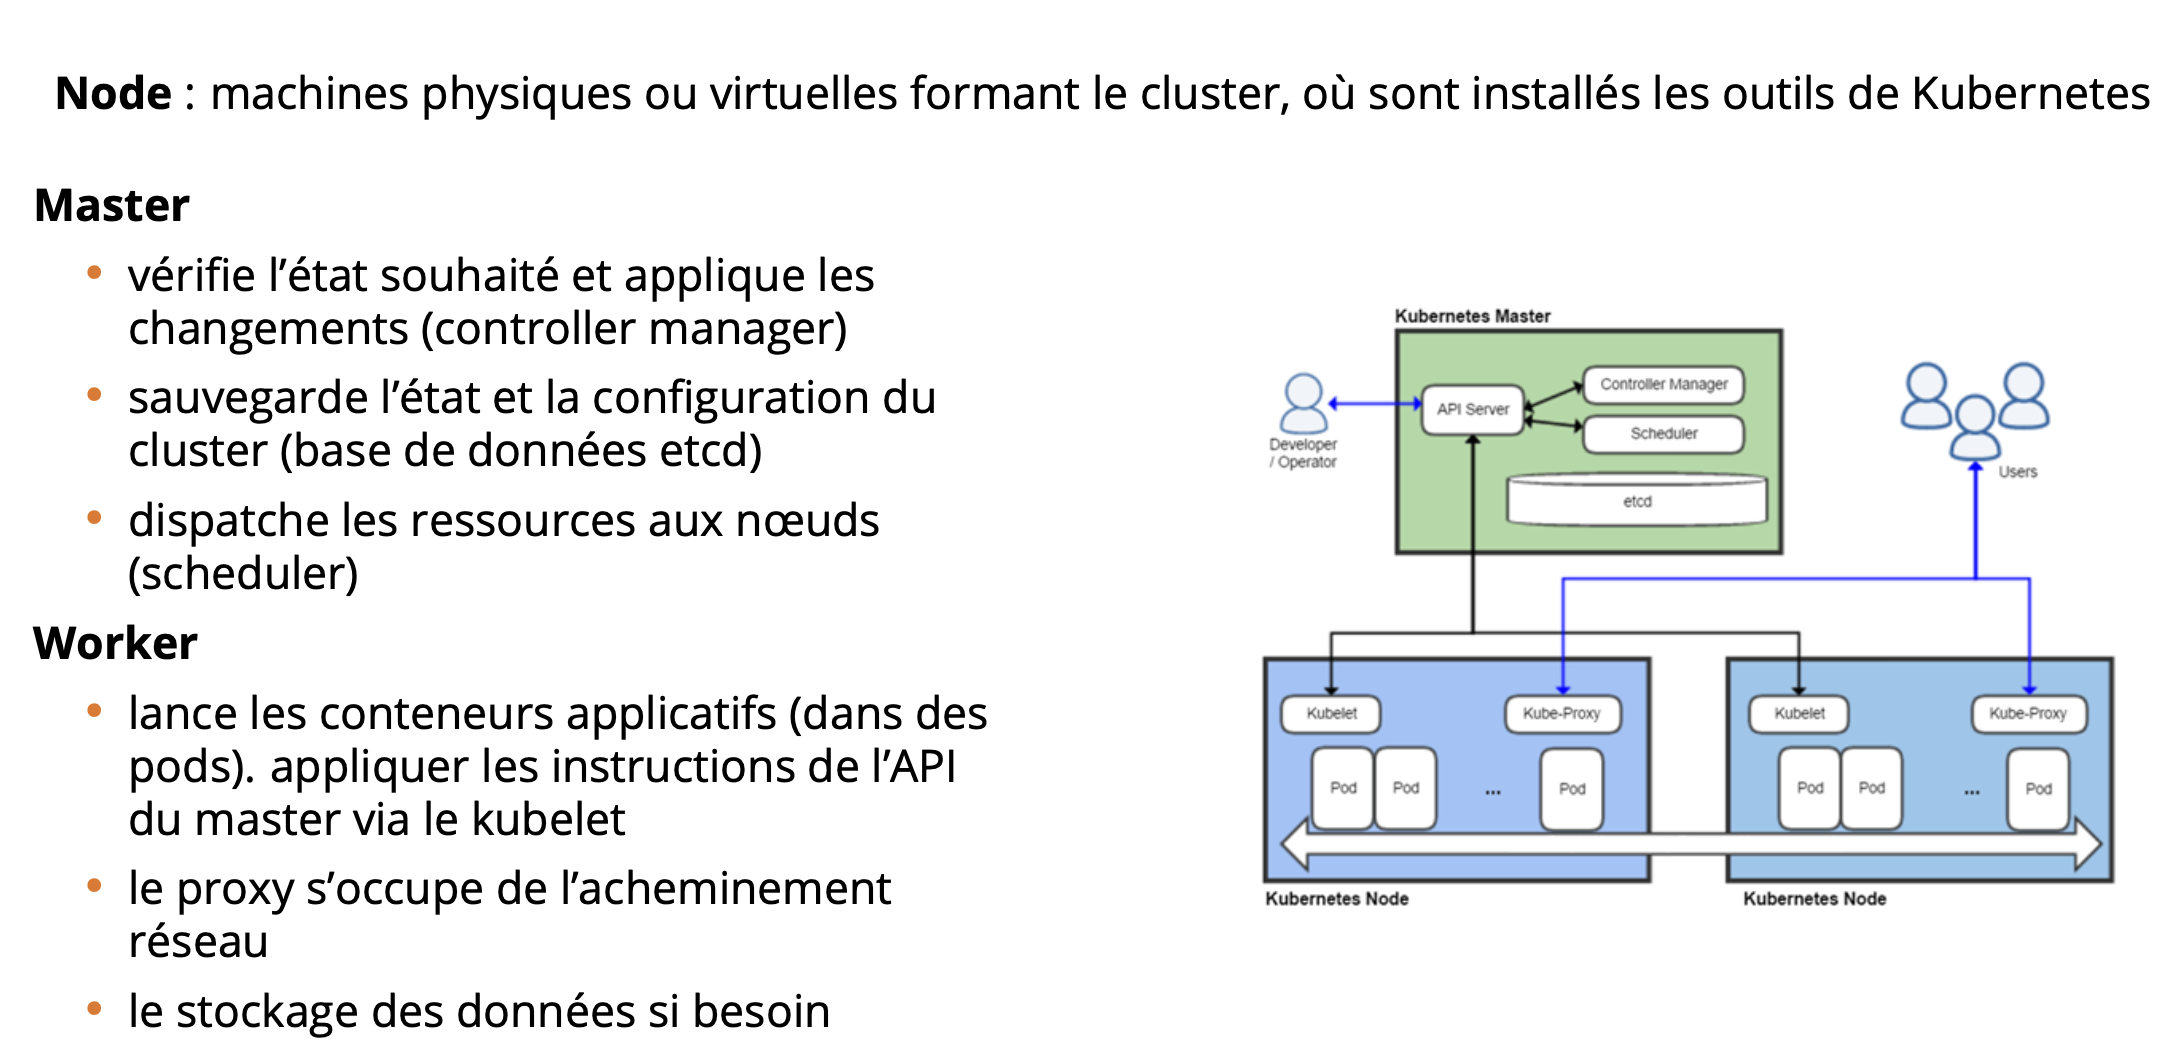 Node : machines physiques ou virtuelles formant le cluster, où sont installés les outils de Kubernetes
Master
• vérifie l’état souhaité et applique les
changements (controller manager)
• sauvegarde l’état et la configuration du
cluster (base de données etcd)
• dispatche les ressources aux nœuds
(scheduler)
Worker
• lance les conteneurs applicatifs (dans des
pods). appliquer les instructions de l’API
du master via le kubelet
• le proxy s’occupe de l’acheminement
réseau
• le stockage des données si besoin
Kubernetes Master
Developer
/ Operator
API Server
Controller Manager
Scheduler
etcd
Users
Kubelet
Kube-Proxy
Pod
Pod
...
Pod
Kubernetes Node
Kubelet
Kube-Proxy
Pod
Pod
...
Pod
Kubernetes Node